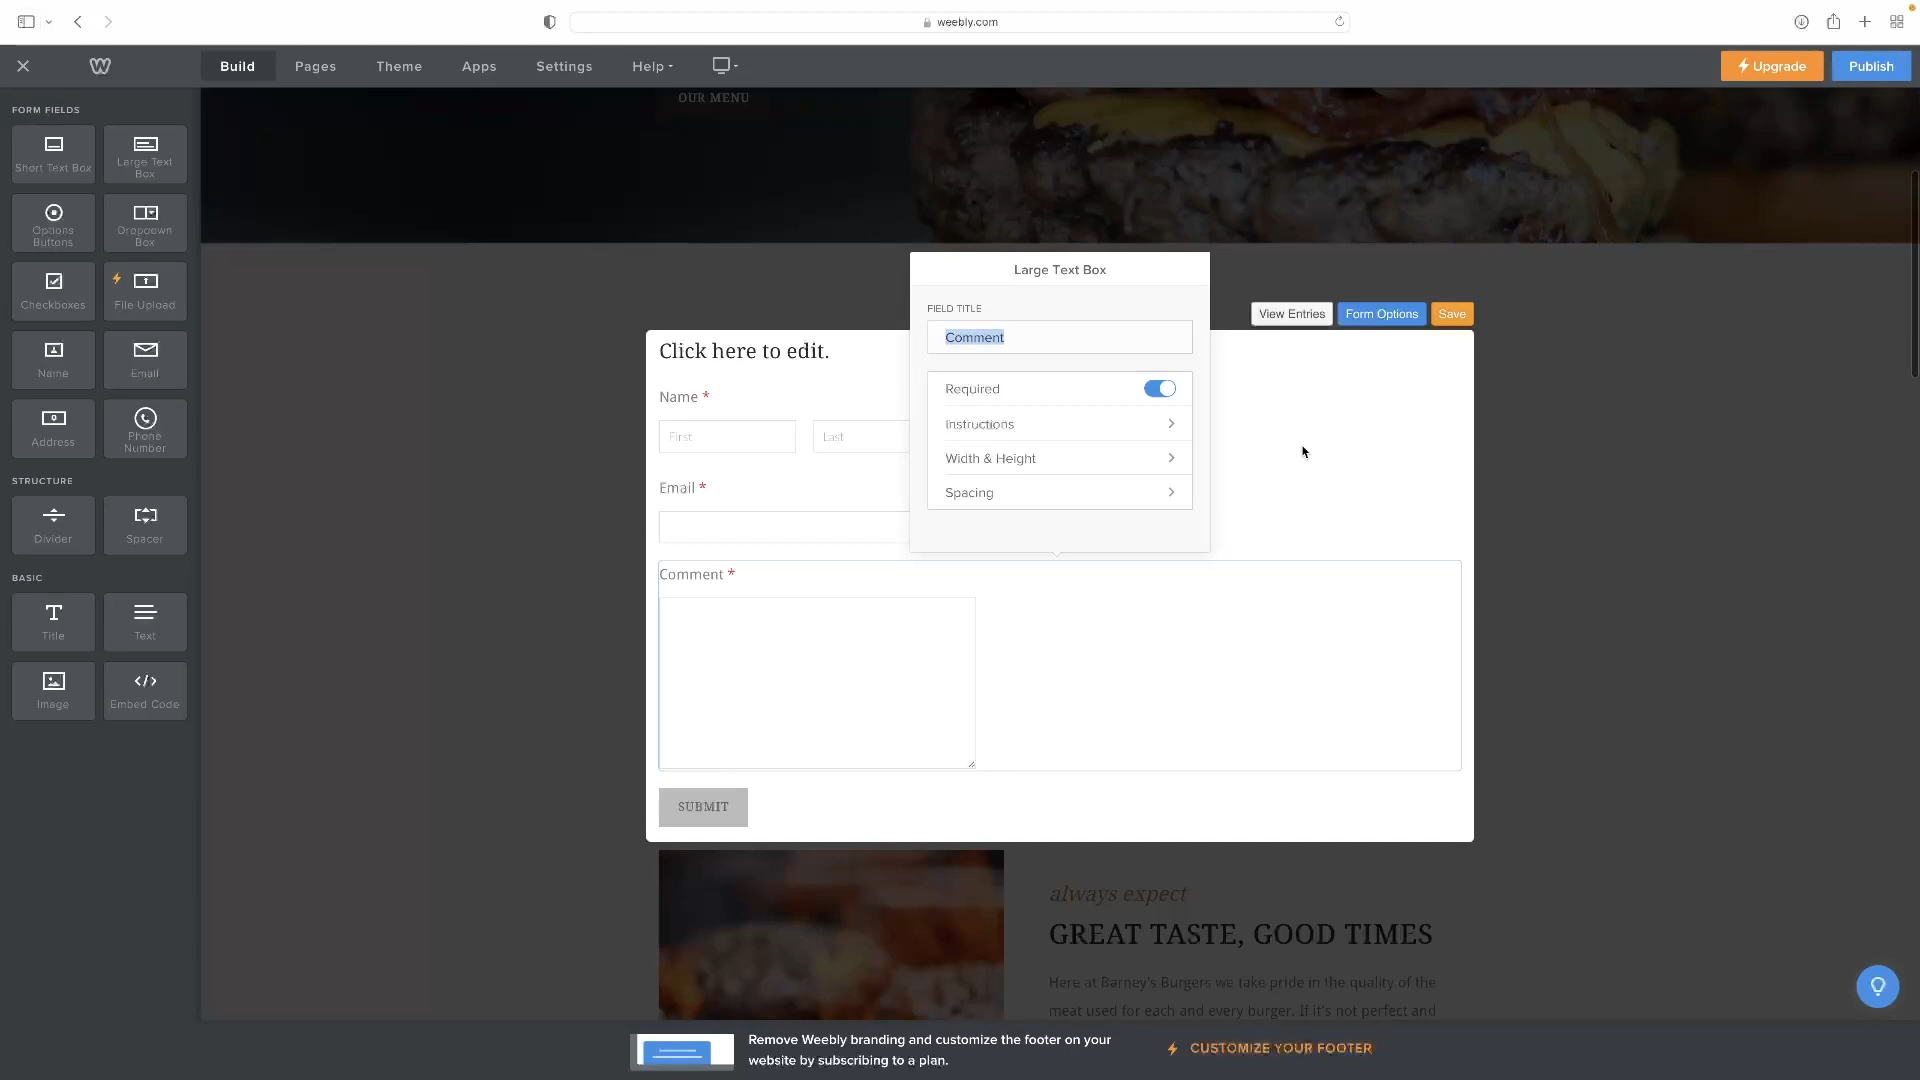 weebly.com
Build
Pages
Theme
Apps
Settings
Help
Upgrade
Publish
FORM FIELDS
Short Text Box
Large Text
Box
Options
Buttons
Dropdown
Box
Checkboxes
File Upload
Name
Email
Address
Phone
Number
STRUCTURE
Divider
Spacer
BASIC
Title
Text
Image
Embed Code
OUR MENU
Large Text Box
FIELD TITLE
Comment
Required
Instructions
Width & Height
Spacing
View Entries
Form Options
Save
Click here to edit.
Name *
First
Last
Email *
Comment *
SUBMIT
always expect
GREAT TASTE, GOOD TIMES
Here at Barney's Burgers we take pride in the quality of the
meat used for each and every burger. If it's not perfect and
Remove Weebly branding and customize the footer on your
website by subscribing to a plan.
CUSTOMIZE YOUR FOOTER